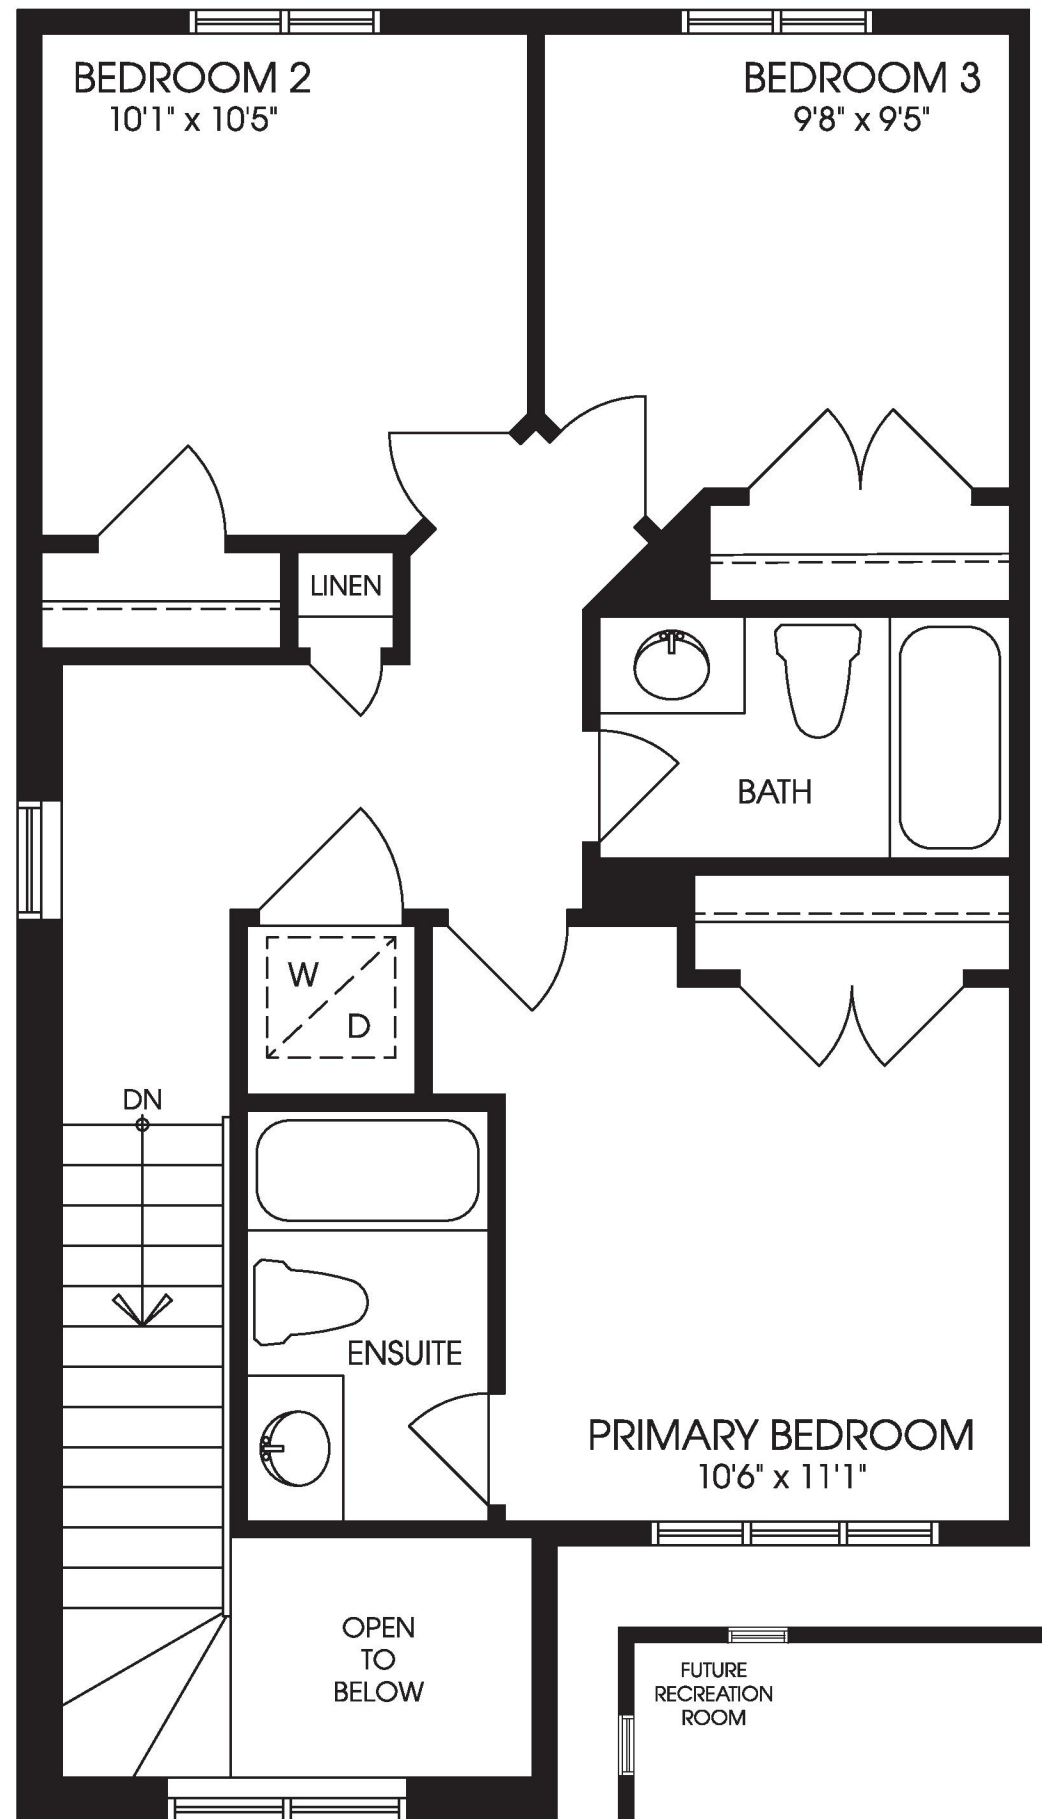 BEDROOM 2
10'1" x 10'5"
BEDROOM 3
9'8" x 9'5"
LINEN
BATH
W
D
DN
ENSUITE
PRIMARY BEDROOM
10'6" x 11'1"
OPEN
TO
BELOW
FUTURE
RECREATION
ROOM